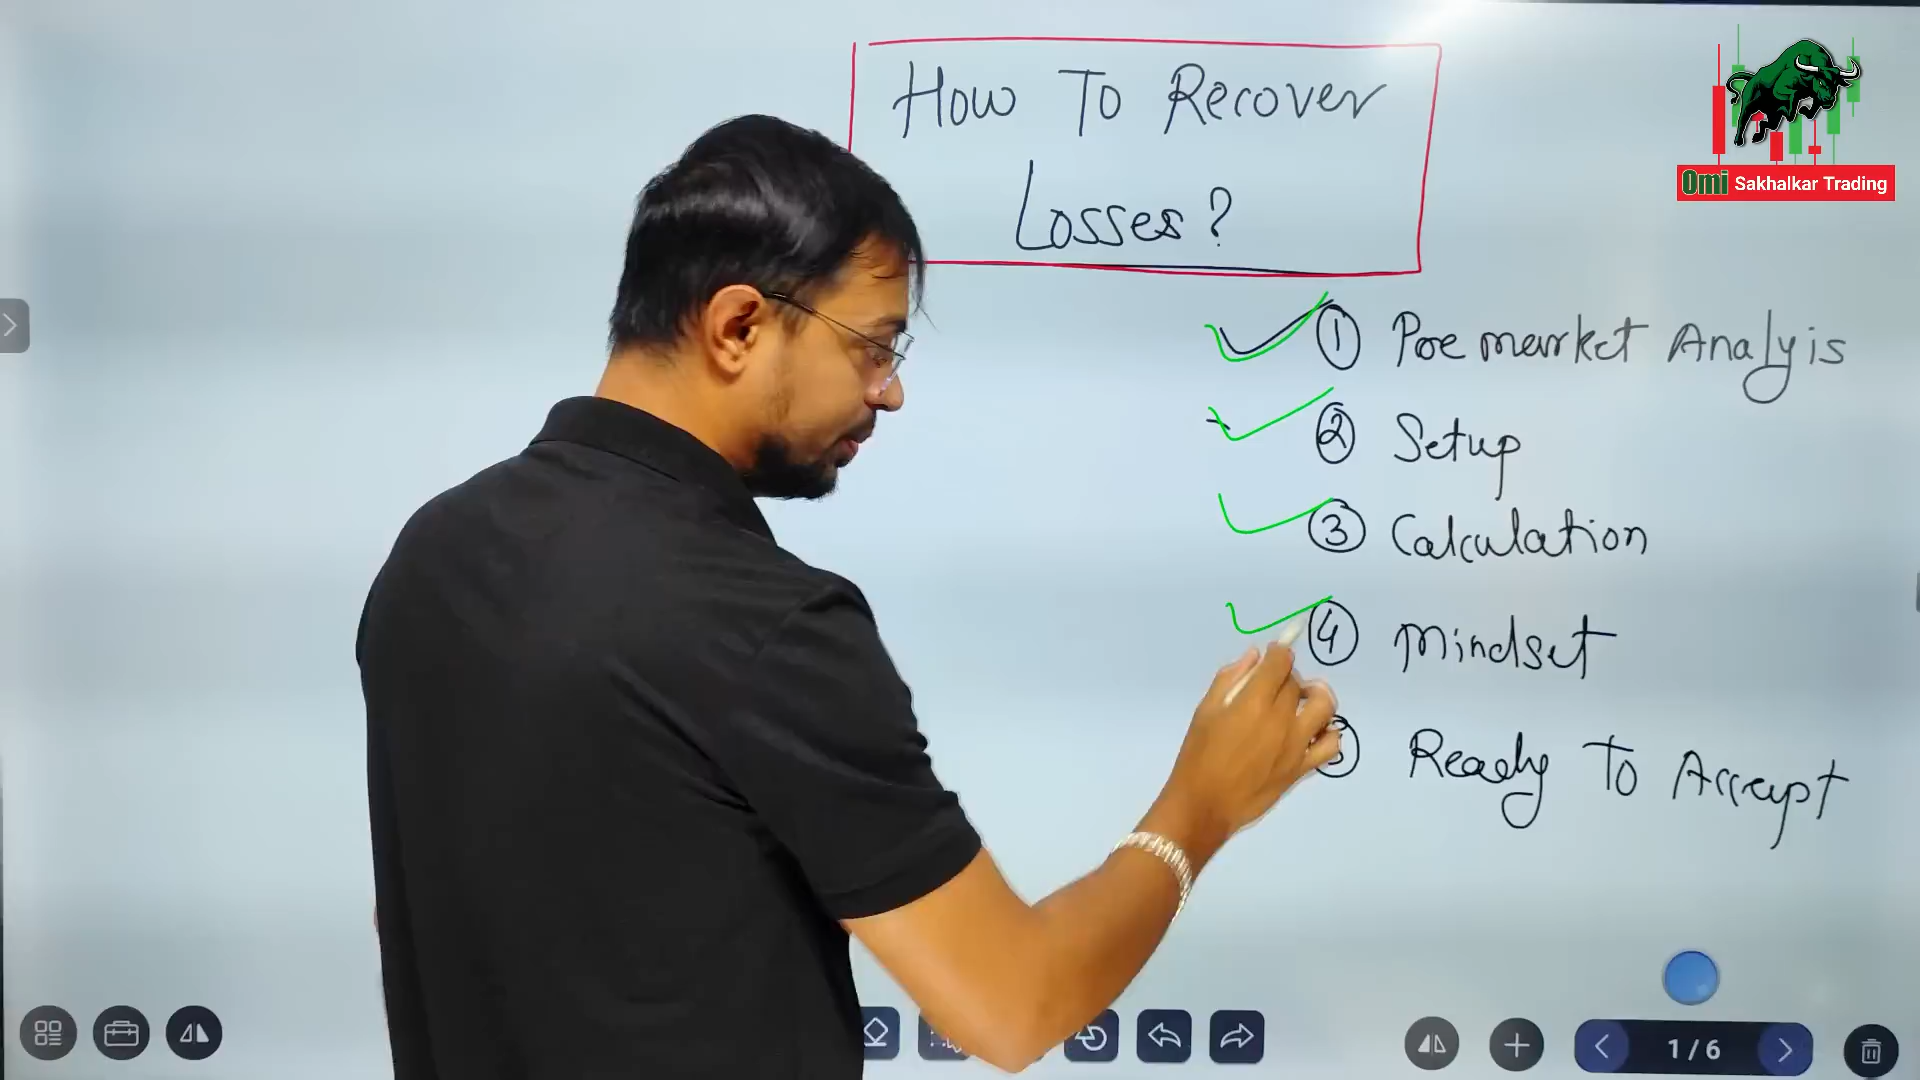 How To Recover
Losses?
Omi Sakhalkar Trading
① Pre market Analyis
② Setup
③ Calculation
④ Mindset
Ready To Accept
1 / 6